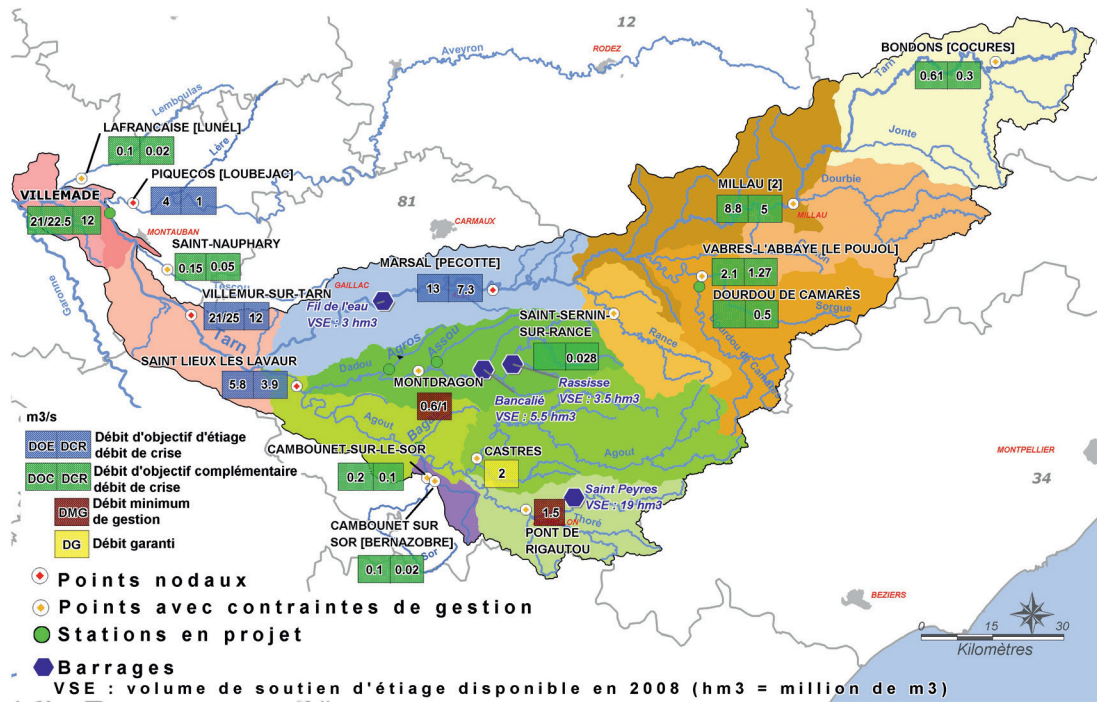 12
Aveyron
RODEZ
BONDONS [COCURES]
Tarn
0.61 0.3
Lemboulas
LAFRANCAISE [LUNEL]
Lère
0.1 0.02
Jonte
PIQUECOS [LOUBEJAC]
VILLEMADE
4 1
MILLAU [2]
Dourbie
21/22.5 12
81
8.8 5
MILLAU
CARMAUX
MONTAUBAN
SAINT-NAUPHARY
VABRES-L'ABBAYE [LE POUJOL]
0.15 0.05
MARSAL [PECOTTE]
2.1 1.27
Tescou
Garonne
VILLEMUR-SUR-TARN
GAILLAC
13 7.3
DOURDOU DE CAMARÈS
Fil de l'eau
VSE : 3 hm3
21/25 12
0.5
Sorgue
SAINT-SERNIN-
SUR-RANCE
Tarn
Agros
Assou
Rance
0.028
Dourdou de Camarès
SAINT LIEUX LES LAVAUR
Dadou
5.8 3.9
MONTDRAGON
Rassisse
VSE : 3.5 hm3
0.6/1
Bancalié
VSE : 5.5 hm3
m3/s
Agout
DOE DCR Débit d'objectif d'étiage
débit de crise
CAMBOUNET-SUR-LE-SOR
CASTRES
Agout
MONTPELLIER
DOC DCR Débit d'objectif complémentaire
débit de crise
0.2 0.1
2
34
Saint Peyres
VSE : 19 hm3
DMG Débit minimum
de gestion
1.5
Thoré
CAMBOUNET SUR
SOR [BERNAZOBRE]
PONT DE
RIGAUTOU
DG Débit garanti
Sor
0.1 0.02
Points nodaux
Points avec contraintes de gestion
BEZIERS
Stations en projet
0 15 30
Kilomètres
Barrages
VSE : volume de soutien d'étiage disponible en 2008 (hm3 = million de m3)